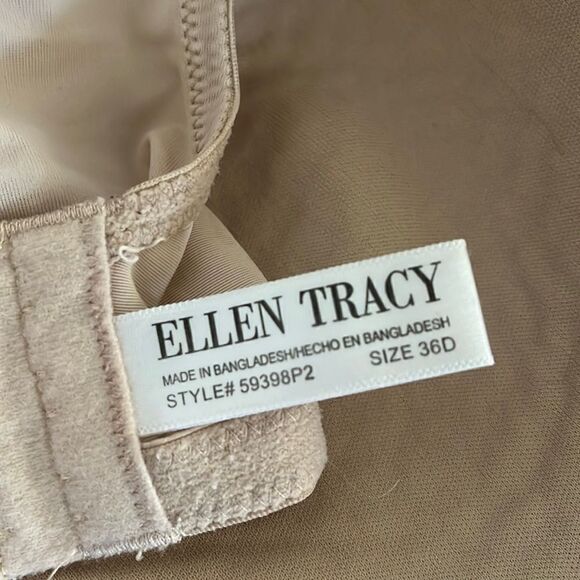 ELLEN TRACY
MADE IN BANGLADESH/HECHO EN BANGLADESH
STYLE# 59398P2 SIZE 36D